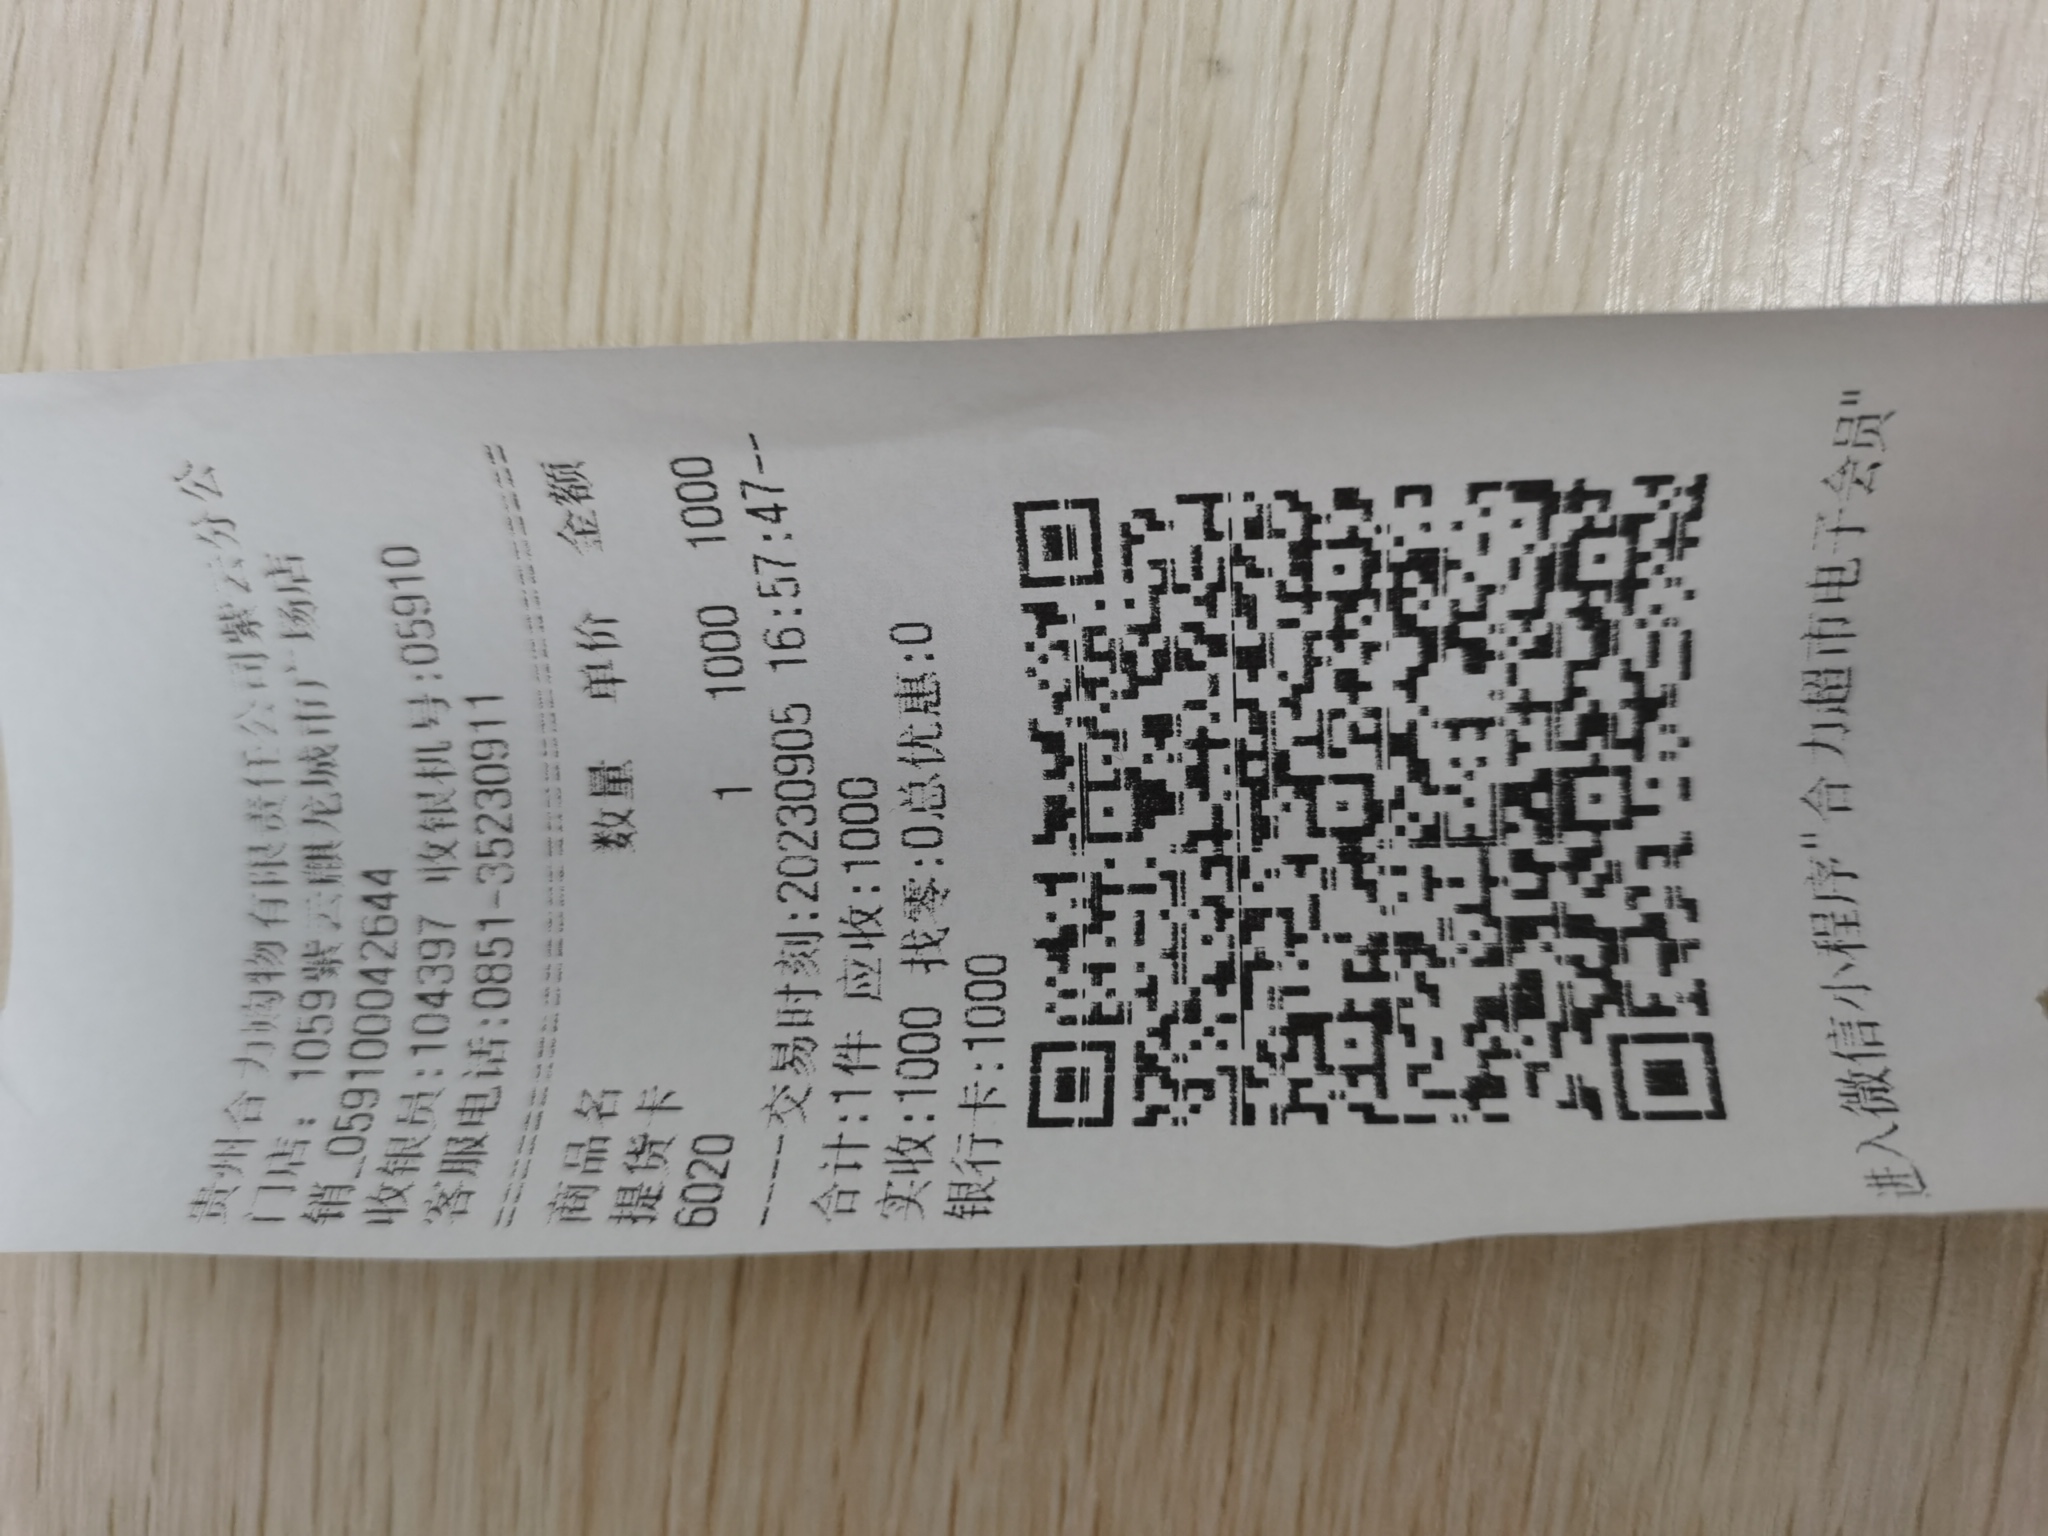 贵州合力购物有限责任公司紫云分公
门店: 1059紫云麒龙城市广场店
销_0591000042644
收银员:104397 收银机号:05910
客服电话:0851-35230911
==========================================
商品名 数量 单价 金额
提货卡
6020 1 1000 1000
-----交易时刻:20230905 16:57:47--
合计:1件 应收:1000
实收:1000 找零:0总优惠:0
银行卡:1000
进入微信小程序"合力超市电子会员"